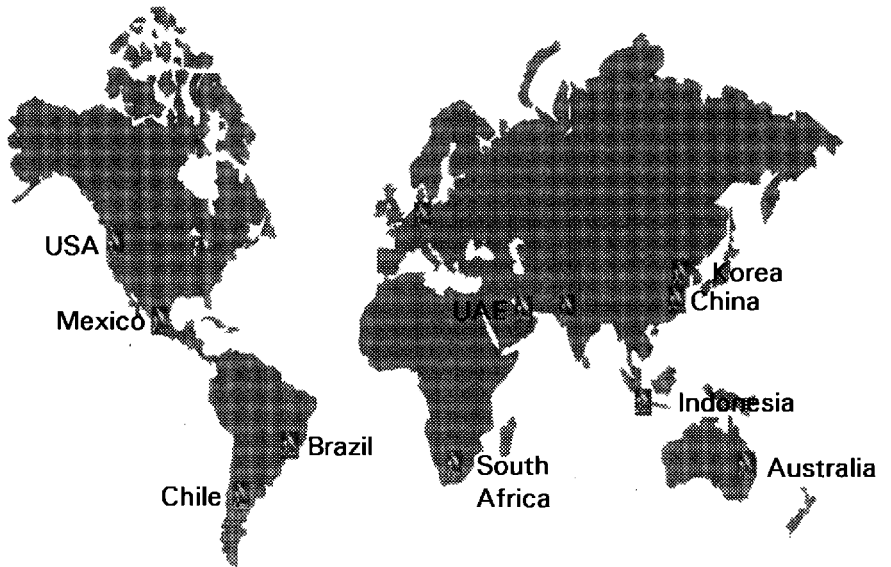 USA
Korea
China
UAE
Mexico
Indonesia
Brazil
South
Africa
Australia
Chile